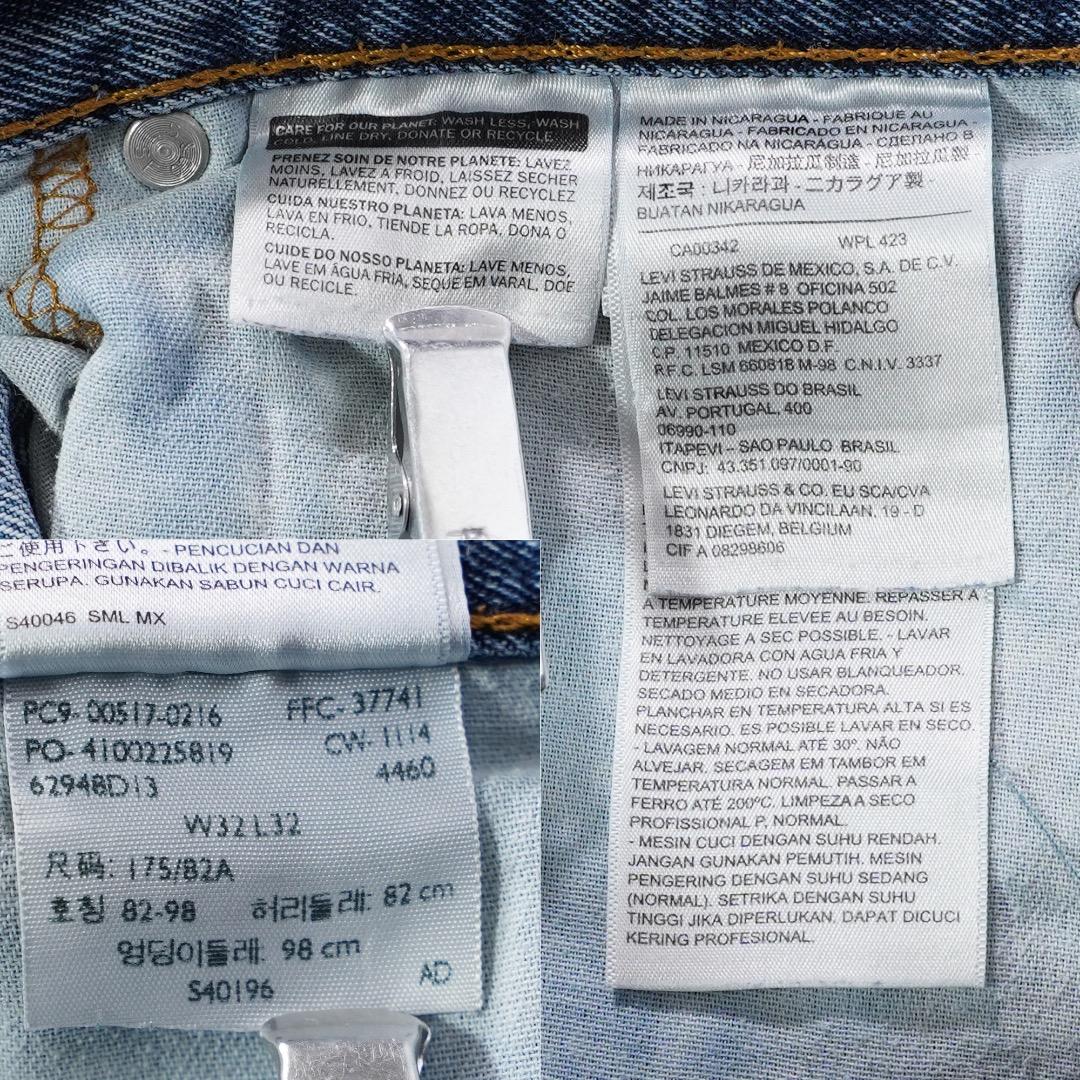 CARE FOR OUR PLANET: WASH LESS, WASH
COLD, LINE DRY, DONATE OR RECYCLE.
PRENEZ SOIN DE NOTRE PLANETE: LAVEZ
MOINS, LAVEZ A FROID, LAISSEZ SECHER
NATURELLEMENT, DONNEZ OU RECYCLEZ
CUIDA NUESTRO PLANETA: LAVA MENOS,
LAVA EN FRIO, TIENDE LA ROPA, DONA O
RECICLA.
CUIDE DO NOSSO PLANETA: LAVE MENOS,
LAVE EM ÁGUA FRIA, SEQUE EM VARAL, DOE
OU RECICLE.
MADE IN NICARAGUA - FABRIQUE AU
NICARAGUA - FABRICADO EN NICARAGUA -
FABRICADO NA NICARÁGUA - СДЕЛАНО В
НИКАРАГУА - 尼加拉瓜制造 - 尼加拉瓜製
제조국 : 니카라과 - ニカラグア製 -
BUATAN NIKARAGUA
CA00342 WPL 423
LEVI STRAUSS DE MEXICO, S.A. DE C.V.
JAIME BALMES # 8 OFICINA 502
COL. LOS MORALES POLANCO
DELEGACION MIGUEL HIDALGO
C.P. 11510 MEXICO D.F.
R.F.C. LSM 660818 M-98 C.N.I.V. 3337
LEVI STRAUSS DO BRASIL
AV. PORTUGAL, 400
06990-110
ITAPEVI - SAO PAULO BRASIL
CNPJ: 43.351.097/0001-90
LEVI STRAUSS & CO. EU SCA/CVA
LEONARDO DA VINCILAAN, 19 - D
1831 DIEGEM, BELGIUM
CIF A 08298606
A TEMPERATURE MOYENNE. REPASSER A
TEMPERATURE ELEVEE AU BESOIN.
NETTOYAGE A SEC POSSIBLE. - LAVAR
EN LAVADORA CON AGUA FRIA Y
DETERGENTE. NO USAR BLANQUEADOR.
SECADO MEDIO EN SECADORA.
PLANCHAR EN TEMPERATURA ALTA SI ES
NECESARIO. ES POSIBLE LAVAR EN SECO.
- LAVAGEM NORMAL ATÉ 30º. NÃO
ALVEJAR. SECAGEM EM TAMBOR EM
TEMPERATURA NORMAL. PASSAR A
FERRO ATÉ 200ºC. LIMPEZA A SECO
PROFISSIONAL P, NORMAL.
- MESIN CUCI DENGAN SUHU RENDAH.
JANGAN GUNAKAN PEMUTIH. MESIN
PENGERING DENGAN SUHU SEDANG
(NORMAL). SETRIKA DENGAN SUHU
TINGGI JIKA DIPERLUKAN. DAPAT DICUCI
KERING PROFESIONAL.
ご使用下さい。 - PENCUCIAN DAN
PENGERINGAN DIBALIK DENGAN WARNA
SERUPA. GUNAKAN SABUN CUCI CAIR.
S40046 SML MX
PC9-00517-0216 FFC-37741
PO-4100225819 CW-1114
62948D13 4460
W32 L32
尺码: 175/82A
호칭 82-98 허리둘레: 82 cm
엉덩이둘레: 98 cm
S40196 AD